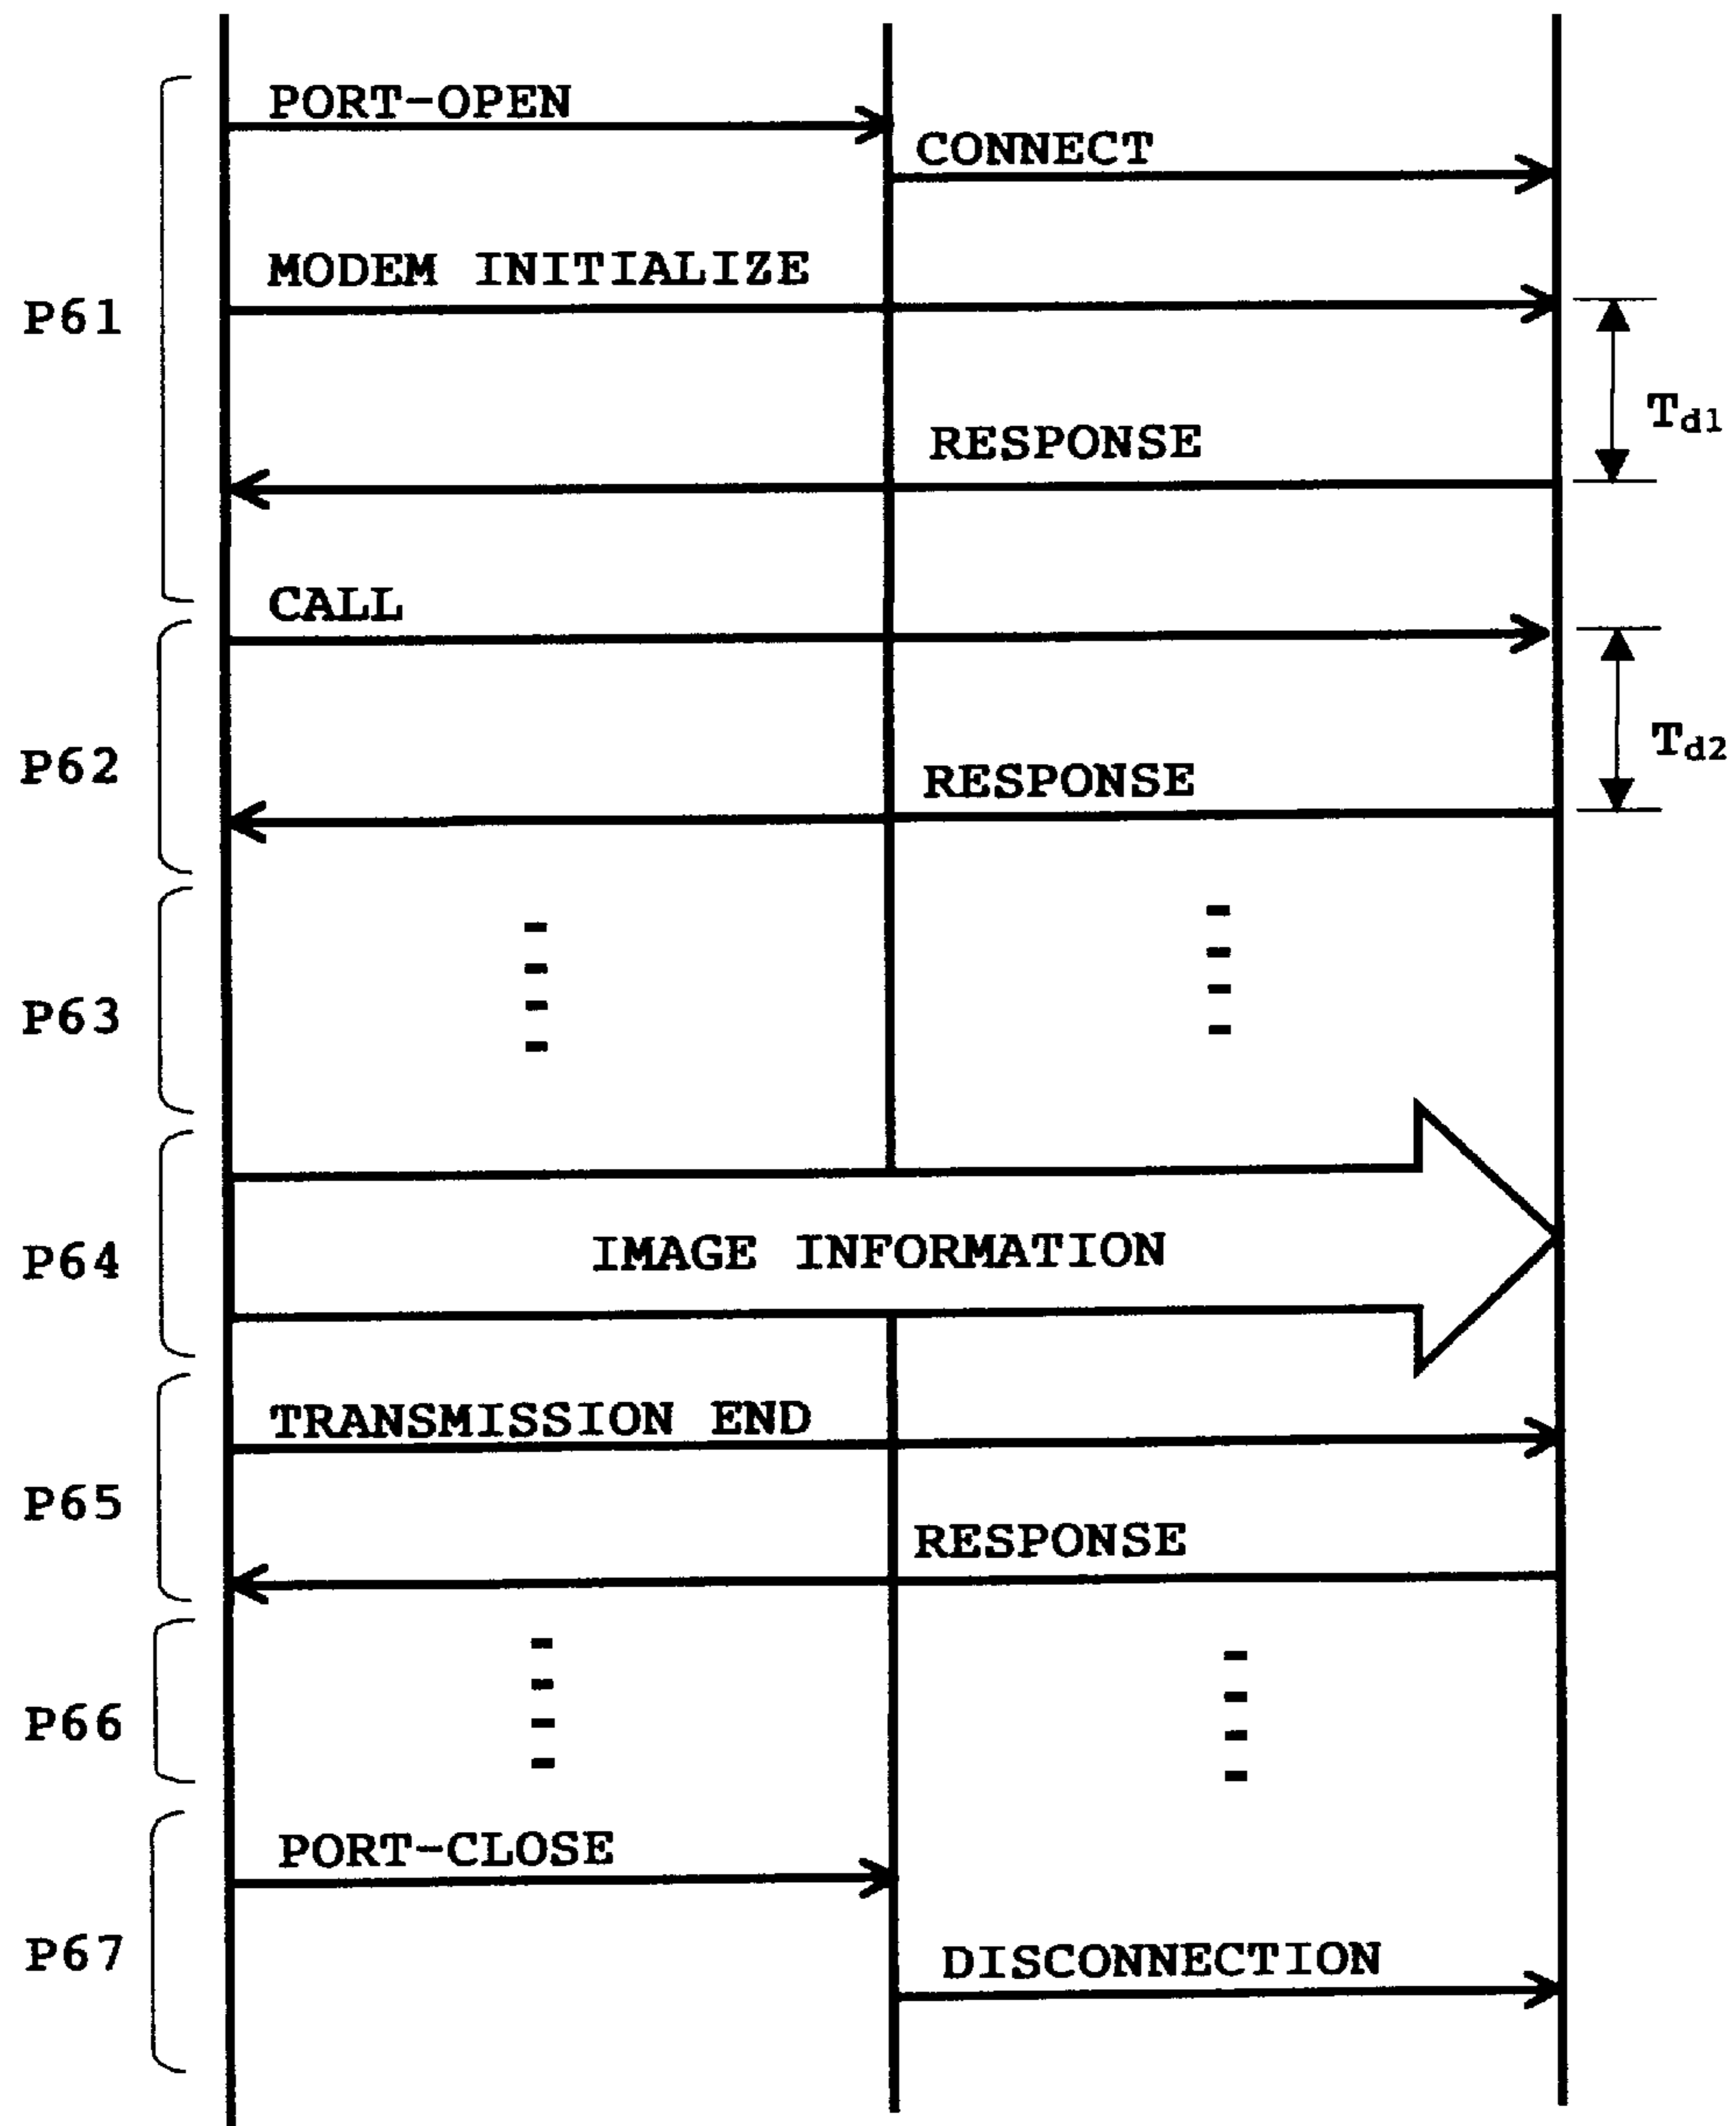 PORT-OPEN
CONNECT
MODEM INITIALIZE
P61
Td1
RESPONSE
CALL
P62
Td2
RESPONSE
P63
P64
IMAGE INFORMATION
TRANSMISSION END
P65
RESPONSE
P66
PORT-CLOSE
P67
DISCONNECTION